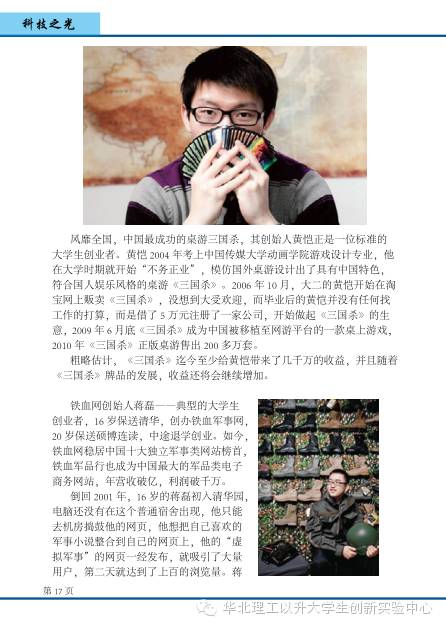 科技之光
风靡全国，中国最成功的桌游三国杀，其创始人黄恺正是一位标准的
大学生创业者。黄恺 2004 年考上中国传媒大学动画学院游戏设计专业，他
在大学时期就开始“不务正业”，模仿国外桌游设计出了具有中国特色，
符合国人娱乐风格的桌游《三国杀》。2006 年 10 月，大二的黄恺开始在淘
宝网上贩卖《三国杀》，没想到大受欢迎，而毕业后的黄恺并没有任何找
工作的打算，而是借了 5 万元注册了一家公司，开始做起《三国杀》的生
意，2009 年 6 月底《三国杀》成为中国被移植至网游平台的一款桌上游戏，
2010 年《三国杀》正版桌游售出 200 多万套。
粗略估计，《三国杀》迄今至少给黄恺带来了几千万的收益，并且随着
《三国杀》牌品的发展，收益还将会继续增加。
铁血网创始人蒋磊——典型的大学生
创业者，16 岁保送清华，创办铁血军事网，
20 岁保送硕博连读，中途退学创业。如今，
铁血网稳居中国十大独立军事类网站榜首，
铁血军品行也成为中国最大的军品类电子
商务网站，年营收破亿，利润破千万。
倒回 2001 年，16 岁的蒋磊初入清华园，
电脑还没有在这个普通宿舍出现，他只能
去机房捣鼓他的网页，他想把自己喜欢的
军事小说整合到自己的网页上，他的“虚
拟军事”的网页一经发布，就吸引了大量
用户，第二天就达到了上百的浏览量。蒋
第 17 页
华北理工以升大学生创新实验中心